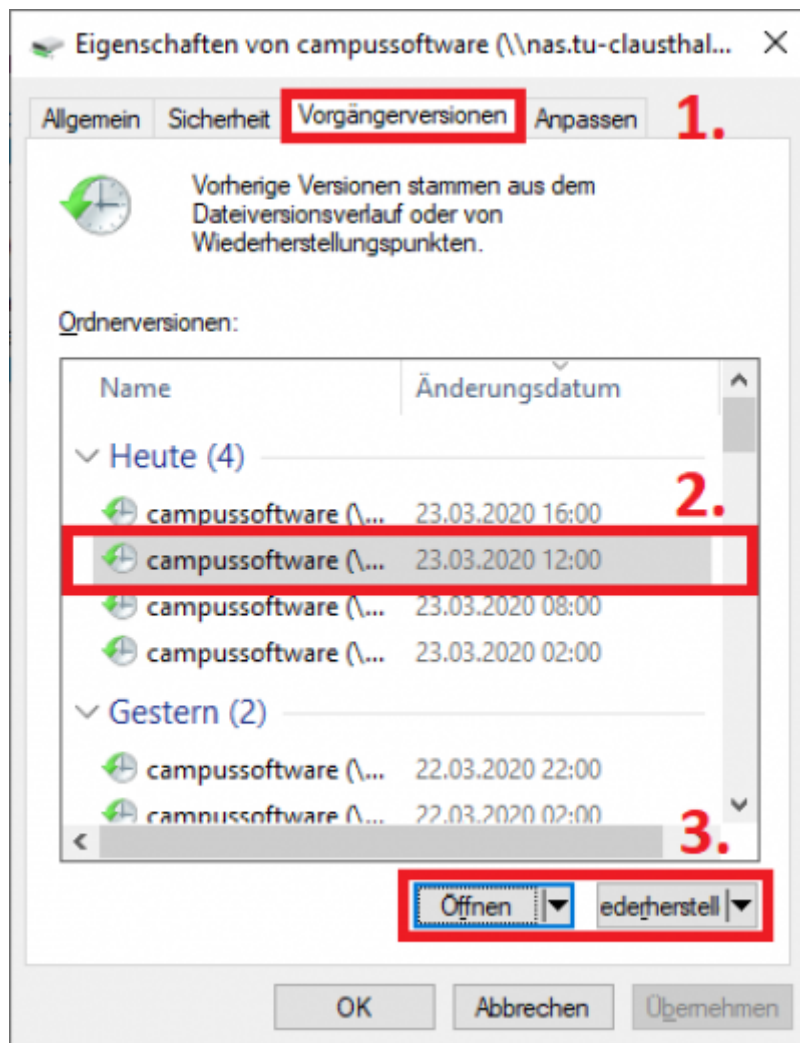 Eigenschaften von campussoftware (\\nas.tu-clausthal...
Allgemein Sicherheit Vorgängerversionen Anpassen 1.
Vorherige Versionen stammen aus dem
Dateiversionsverlauf oder von
Wiederherstellungspunkten.
Ordnerversionen:
Name Änderungsdatum
Heute (4)
2.
campussoftware (\... 23.03.2020 16:00
campussoftware (\... 23.03.2020 12:00
campussoftware (\... 23.03.2020 08:00
campussoftware (\... 23.03.2020 02:00
Gestern (2)
campussoftware (\... 22.03.2020 22:00
campussoftware (\... 22.03.2020 02:00
3.
Öffnen ederherstell
OK Abbrechen Übernehmen